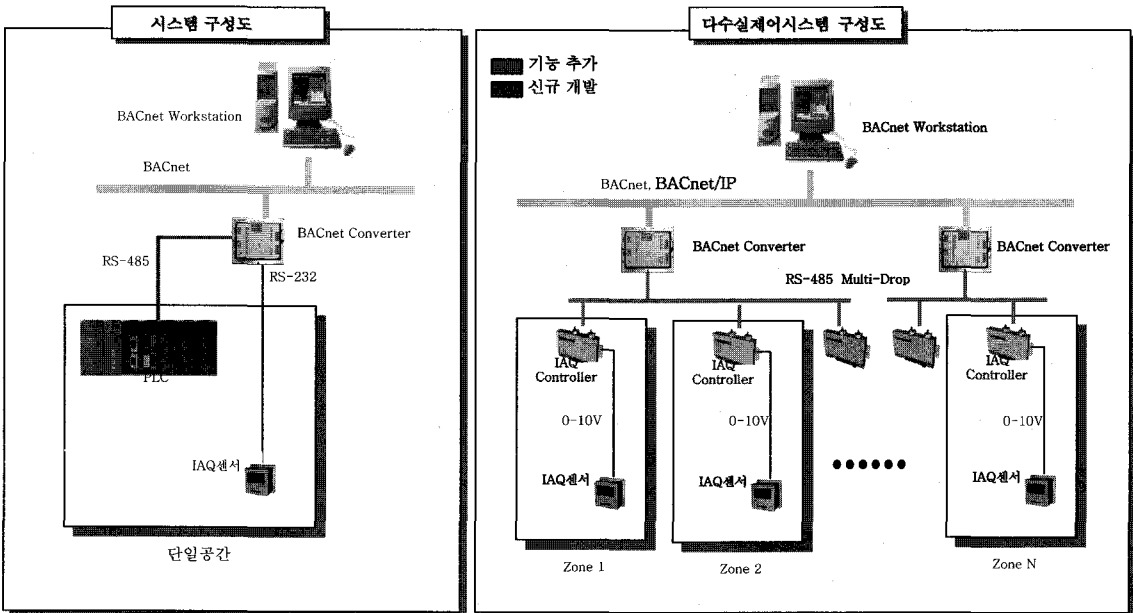 시스템 구성도
BACnet Workstation
BACnet
BACnet Converter
RS-485
RS-232
PLC
IAQ센서
단일공간
다수실제어시스템 구성도
기능 추가
신규 개발
BACnet Workstation
BACnet, BACnet/IP
BACnet Converter
BACnet Converter
RS-485 Multi-Drop
IAQ
Controller
IAQ
Controller
IAQ
Controller
0-10V
0-10V
0-10V
IAQ센서
IAQ센서
IAQ센서
Zone 1
Zone 2
Zone N